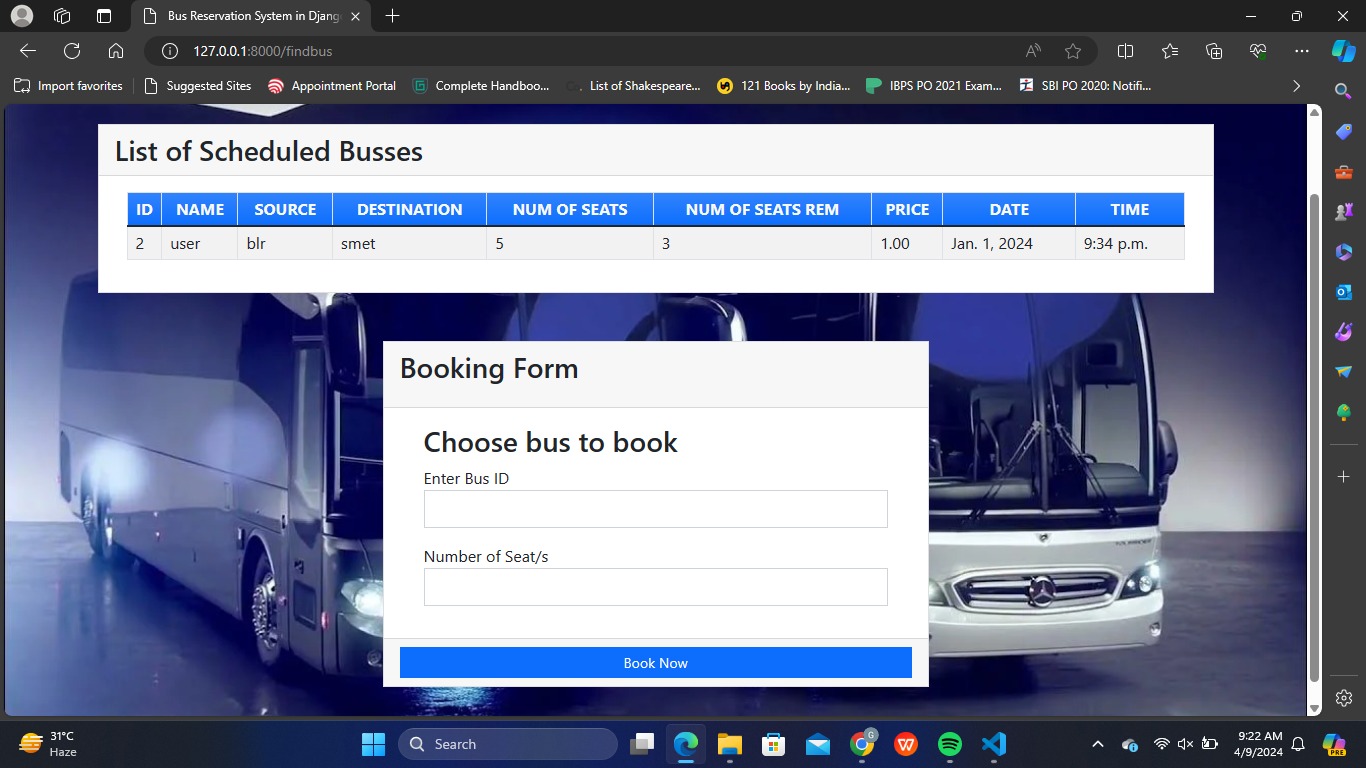 Bus Reservation System in Djang
127.0.0.1:8000/findbus
Import favorites Suggested Sites Appointment Portal Complete Handboo... List of Shakespeare... 121 Books by India... IBPS PO 2021 Exam... SBI PO 2020: Notifi...
List of Scheduled Busses
ID NAME SOURCE DESTINATION NUM OF SEATS NUM OF SEATS REM PRICE DATE TIME
2 user blr smet 5 3 1.00 Jan. 1, 2024 9:34 p.m.
Booking Form
Choose bus to book
Enter Bus ID
Number of Seat/s
Book Now
31°C
Haze
Search
G
9:22 AM
4/9/2024
PRE